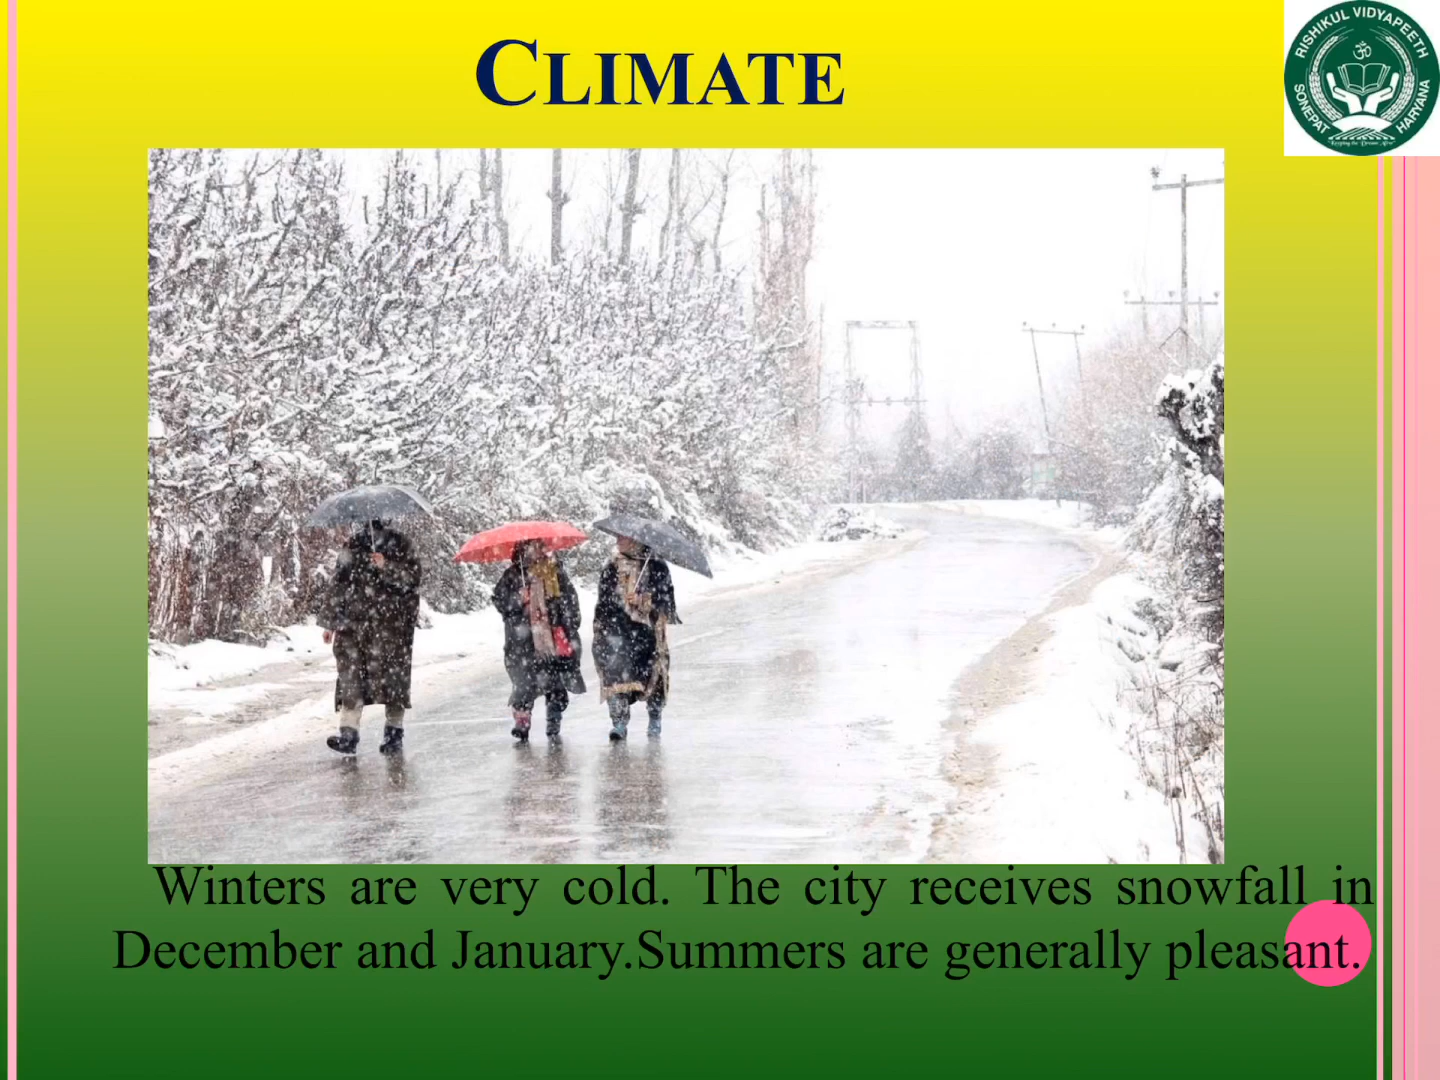 CLIMATE
RISHIKUL VIDYAPEETH
SONEPAT HARYANA
ॐ
Winters are very cold. The city receives snowfall in
December and January.Summers are generally pleasant.